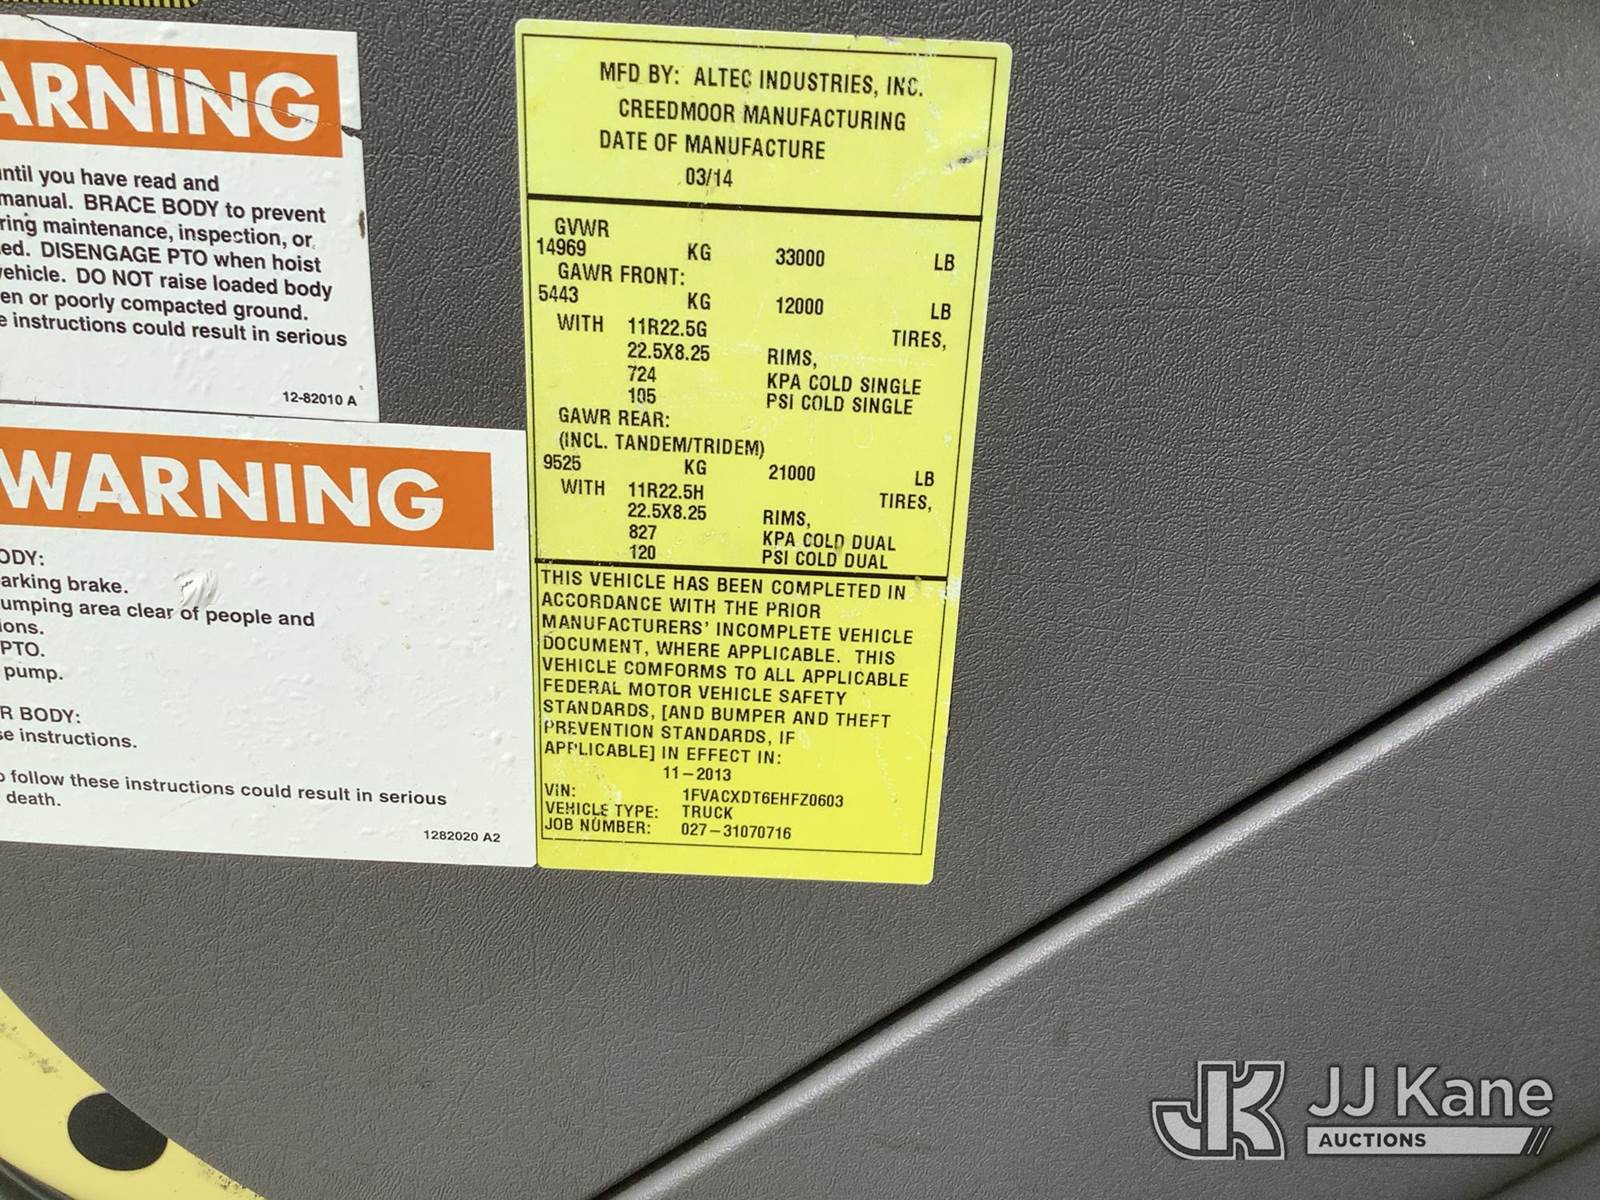 ARNING
until you have read and
manual. BRACE BODY to prevent
ring maintenance, inspection, or
ed. DISENGAGE PTO when hoist
vehicle. DO NOT raise loaded body
en or poorly compacted ground.
e instructions could result in serious
12-82010 A
WARNING
ODY:
arking brake.
umping area clear of people and
ions.
PTO.
pump.
R BODY:
se instructions.
o follow these instructions could result in serious
death.
1282020 A2
MFD BY: ALTEC INDUSTRIES, INC.
CREEDMOOR MANUFACTURING
DATE OF MANUFACTURE
03/14
GVWR
14969 KG 33000 LB
GAWR FRONT:
5443 KG 12000 LB
WITH 11R22.5G TIRES,
22.5X8.25 RIMS,
724 KPA COLD SINGLE
105 PSI COLD SINGLE
GAWR REAR:
(INCL. TANDEM/TRIDEM)
9525 KG 21000 LB
WITH 11R22.5H TIRES,
22.5X8.25 RIMS,
827 KPA COLD DUAL
120 PSI COLD DUAL
THIS VEHICLE HAS BEEN COMPLETED IN
ACCORDANCE WITH THE PRIOR
MANUFACTURERS' INCOMPLETE VEHICLE
DOCUMENT, WHERE APPLICABLE. THIS
VEHICLE COMFORMS TO ALL APPLICABLE
FEDERAL MOTOR VEHICLE SAFETY
STANDARDS, [AND BUMPER AND THEFT
PREVENTION STANDARDS, IF
APPLICABLE] IN EFFECT IN:
11-2013
VIN: 1FVACXDT6EHFZ0603
VEHICLE TYPE: TRUCK
JOB NUMBER: 027-31070716
JK JJ Kane
AUCTIONS